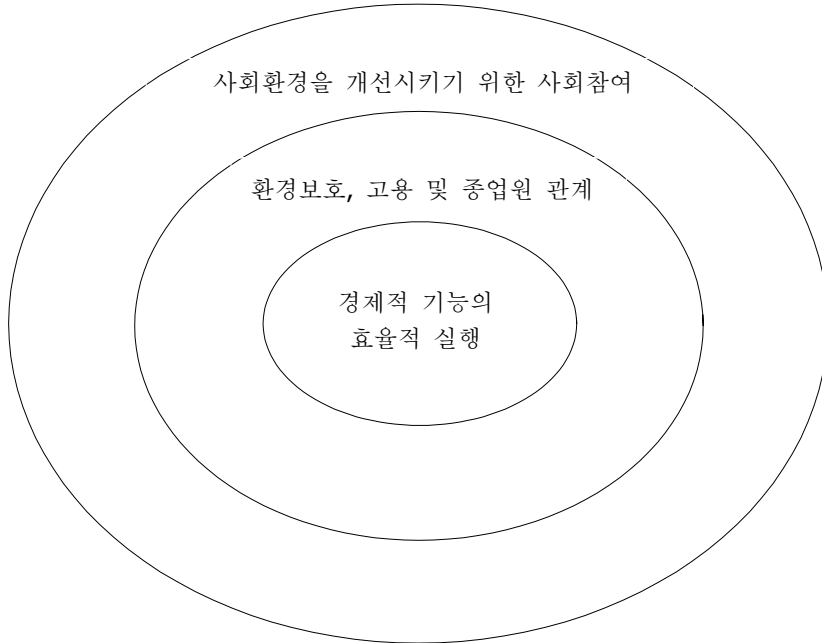 사회환경을 개선시키기 위한 사회참여
환경보호, 고용 및 종업원 관계
경제적 기능의
효율적 실행